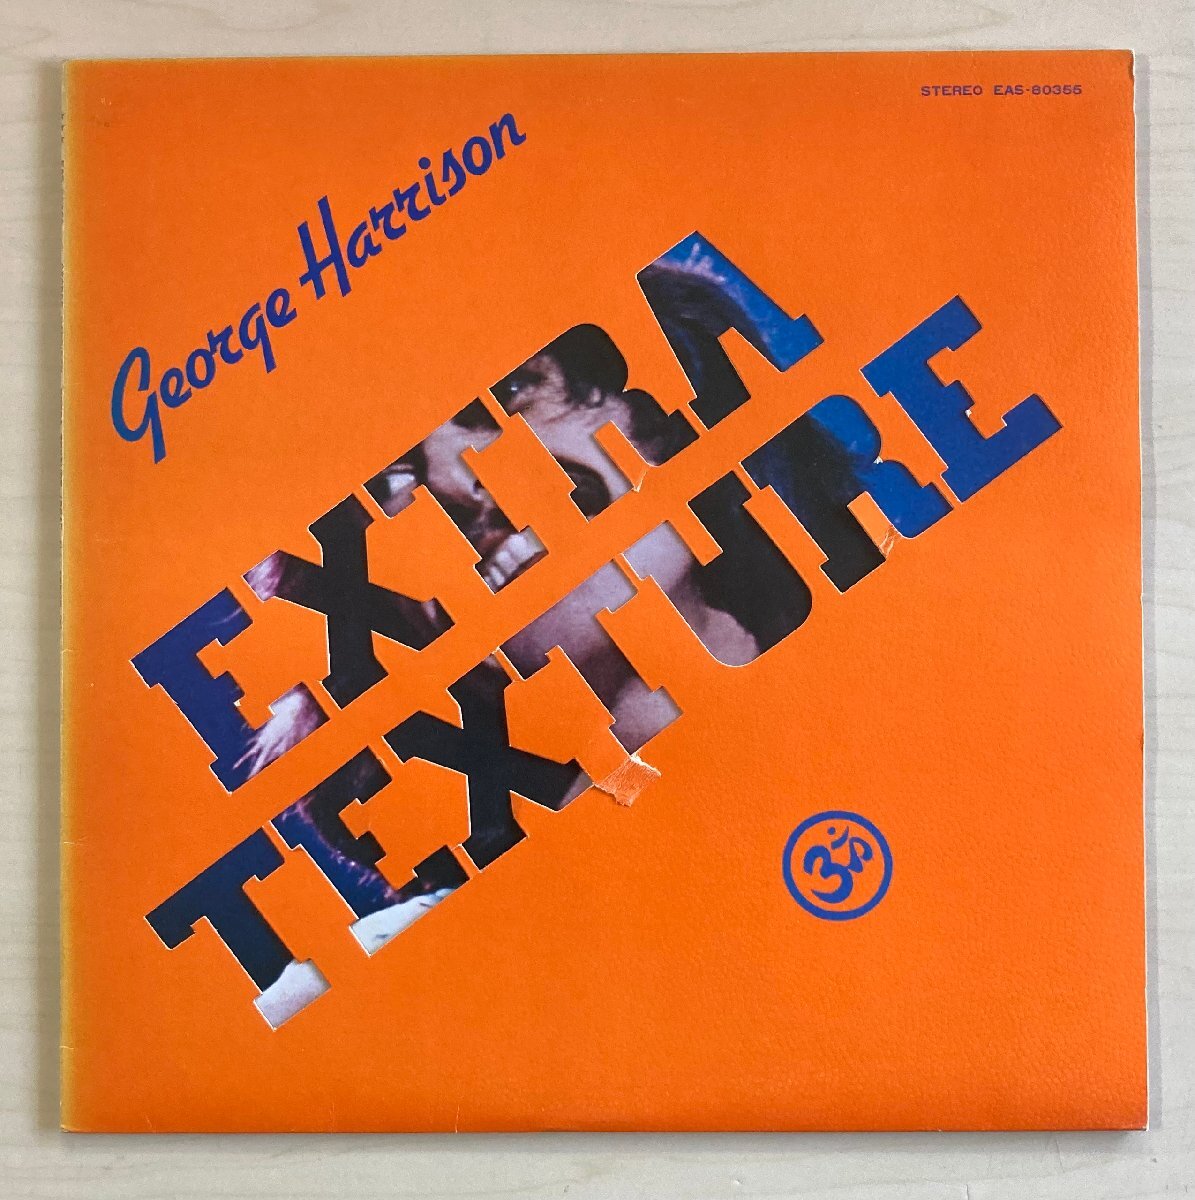 STEREO EAS-80355
George Harrison
EXTRA
TEXTURE
ॐ